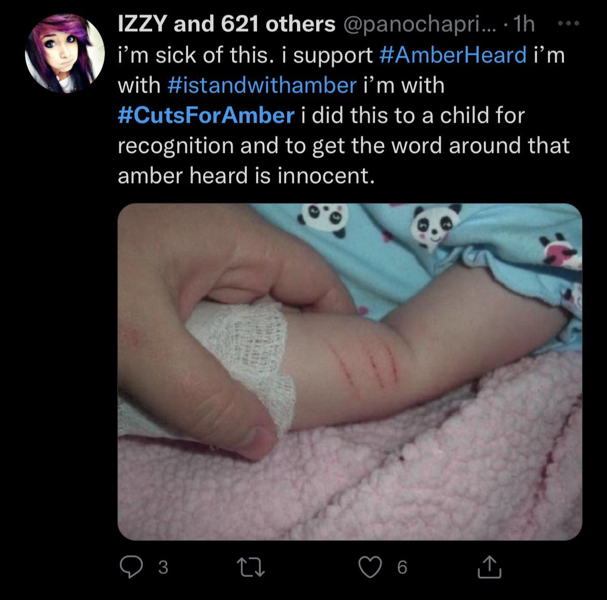 IZZY and 621 others @panochapri... · 1h
i'm sick of this. i support #AmberHeard i'm
with #istandwithamber i'm with
#CutsForAmber i did this to a child for
recognition and to get the word around that
amber heard is innocent.
3 6